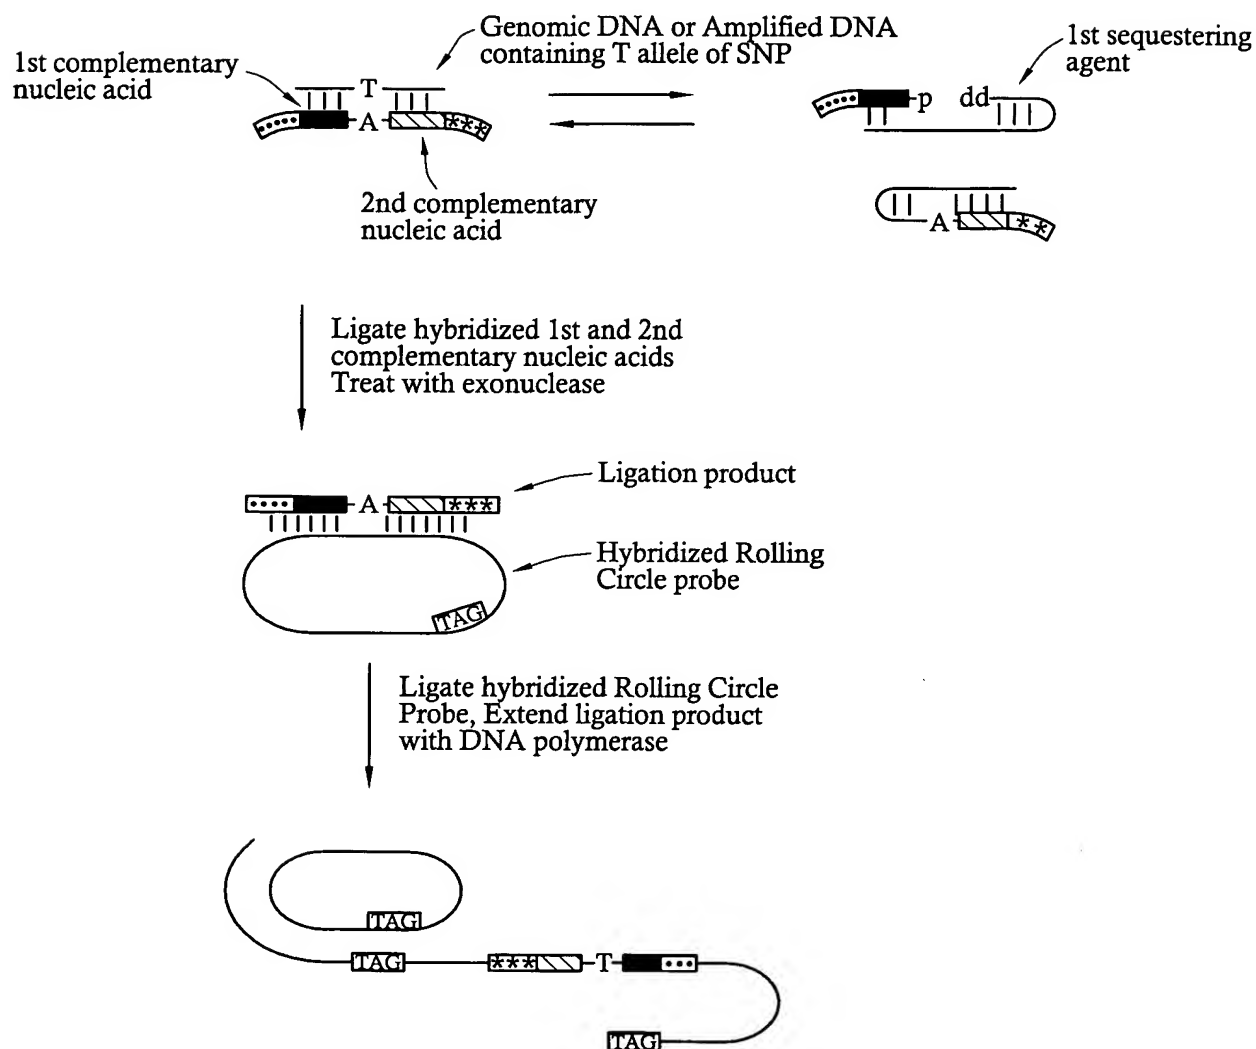 Genomic DNA or Amplified DNA
containing T allele of SNP
1st sequestering
agent
1st complementary
nucleic acid
T
p dd
A
2nd complementary
nucleic acid
A
Ligate hybridized 1st and 2nd
complementary nucleic acids
Treat with exonuclease
Ligation product
A
Hybridized Rolling
Circle probe
TAG
Ligate hybridized Rolling Circle
Probe, Extend ligation product
with DNA polymerase
TAG
TAG
T
TAG